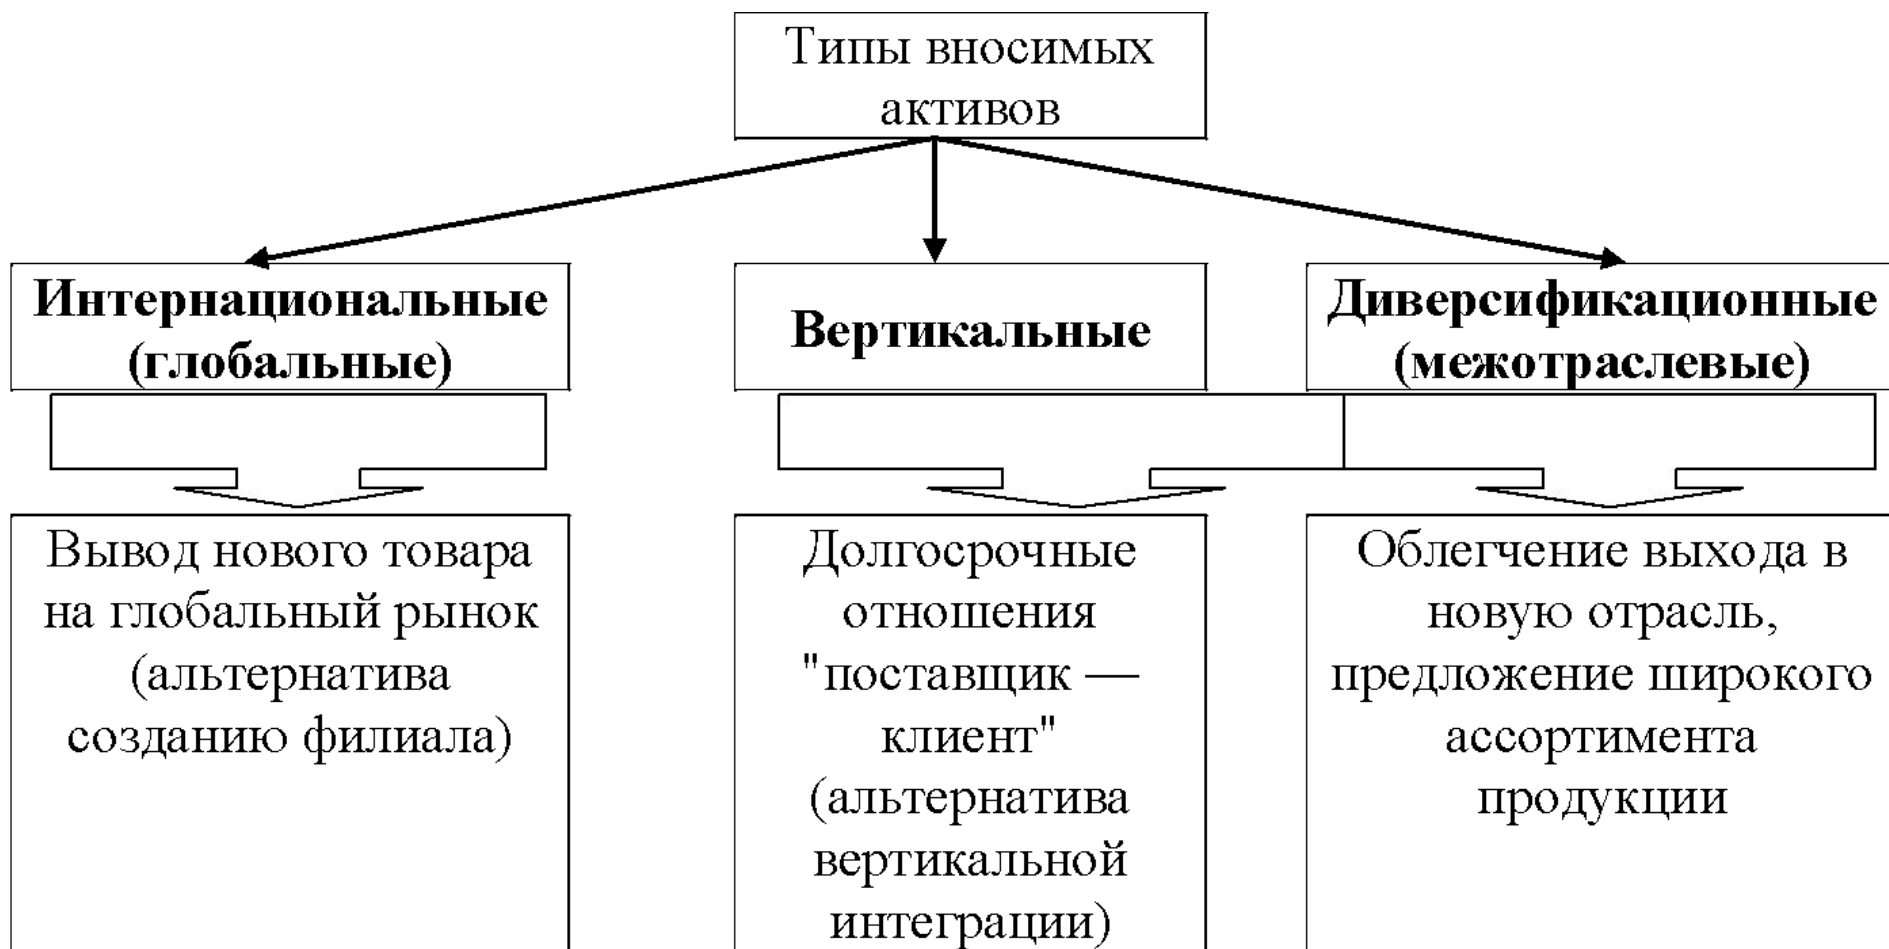 Типы вносимых
активов
Интернациональные
(глобальные)
Вертикальные
Диверсификационные
(межотраслевые)
Вывод нового товара
на глобальный рынок
(альтернатива
созданию филиала)
Долгосрочные
отношения
"поставщик —
клиент"
(альтернатива
вертикальной
интеграции)
Облегчение выхода в
новую отрасль,
предложение широкого
ассортимента
продукции